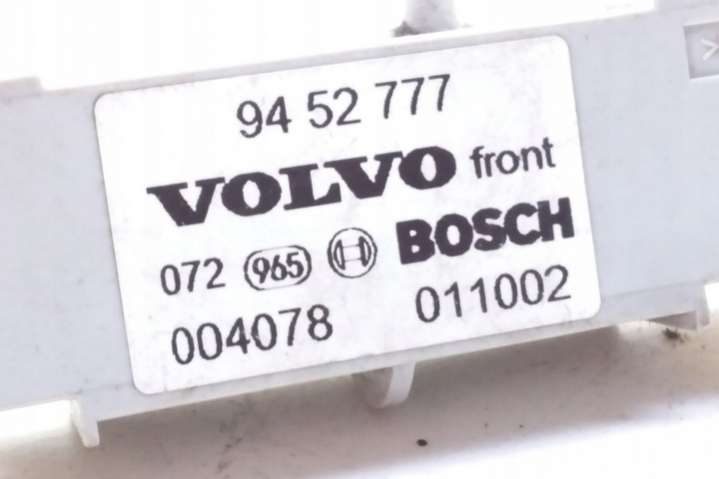 94 52 777
VOLVO front
072 965 BOSCH
004078 011002